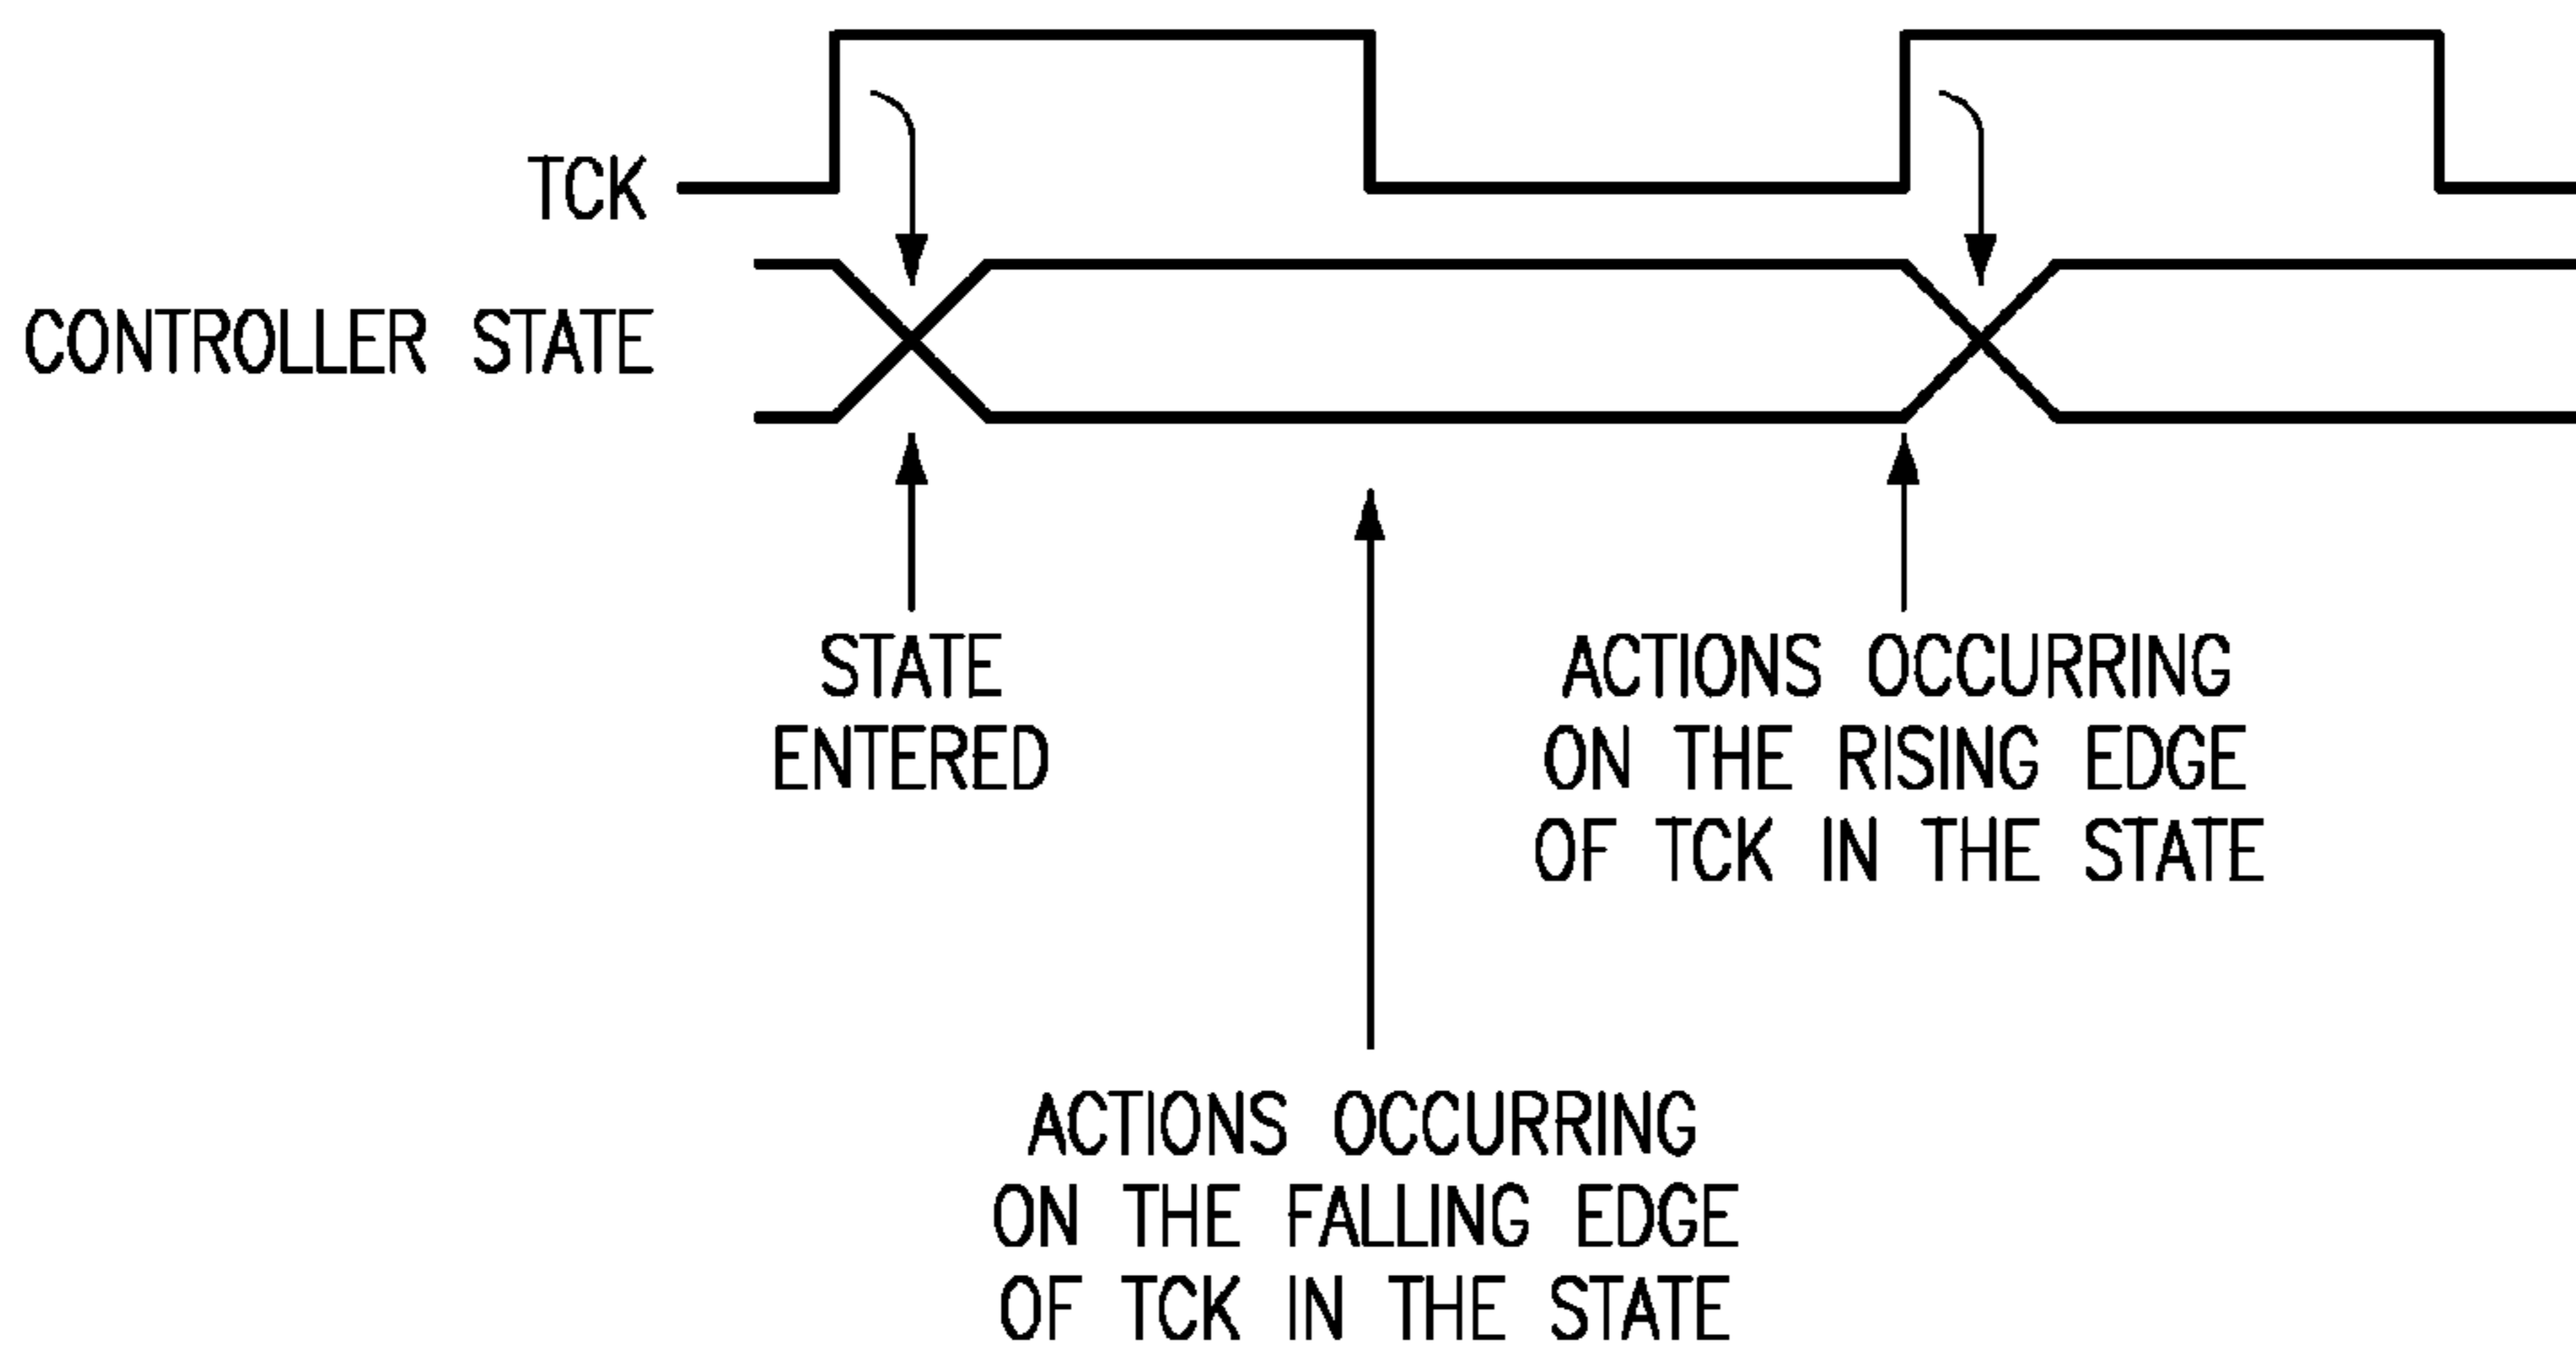 TCK
CONTROLLER STATE
STATE
ENTERED
ACTIONS OCCURRING
ON THE RISING EDGE
OF TCK IN THE STATE
ACTIONS OCCURRING
ON THE FALLING EDGE
OF TCK IN THE STATE